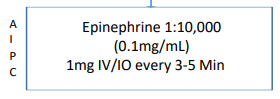 A
I
P
C
Epinephrine 1:10,000
(0.1mg/mL)
1mg IV/IO every 3-5 Min